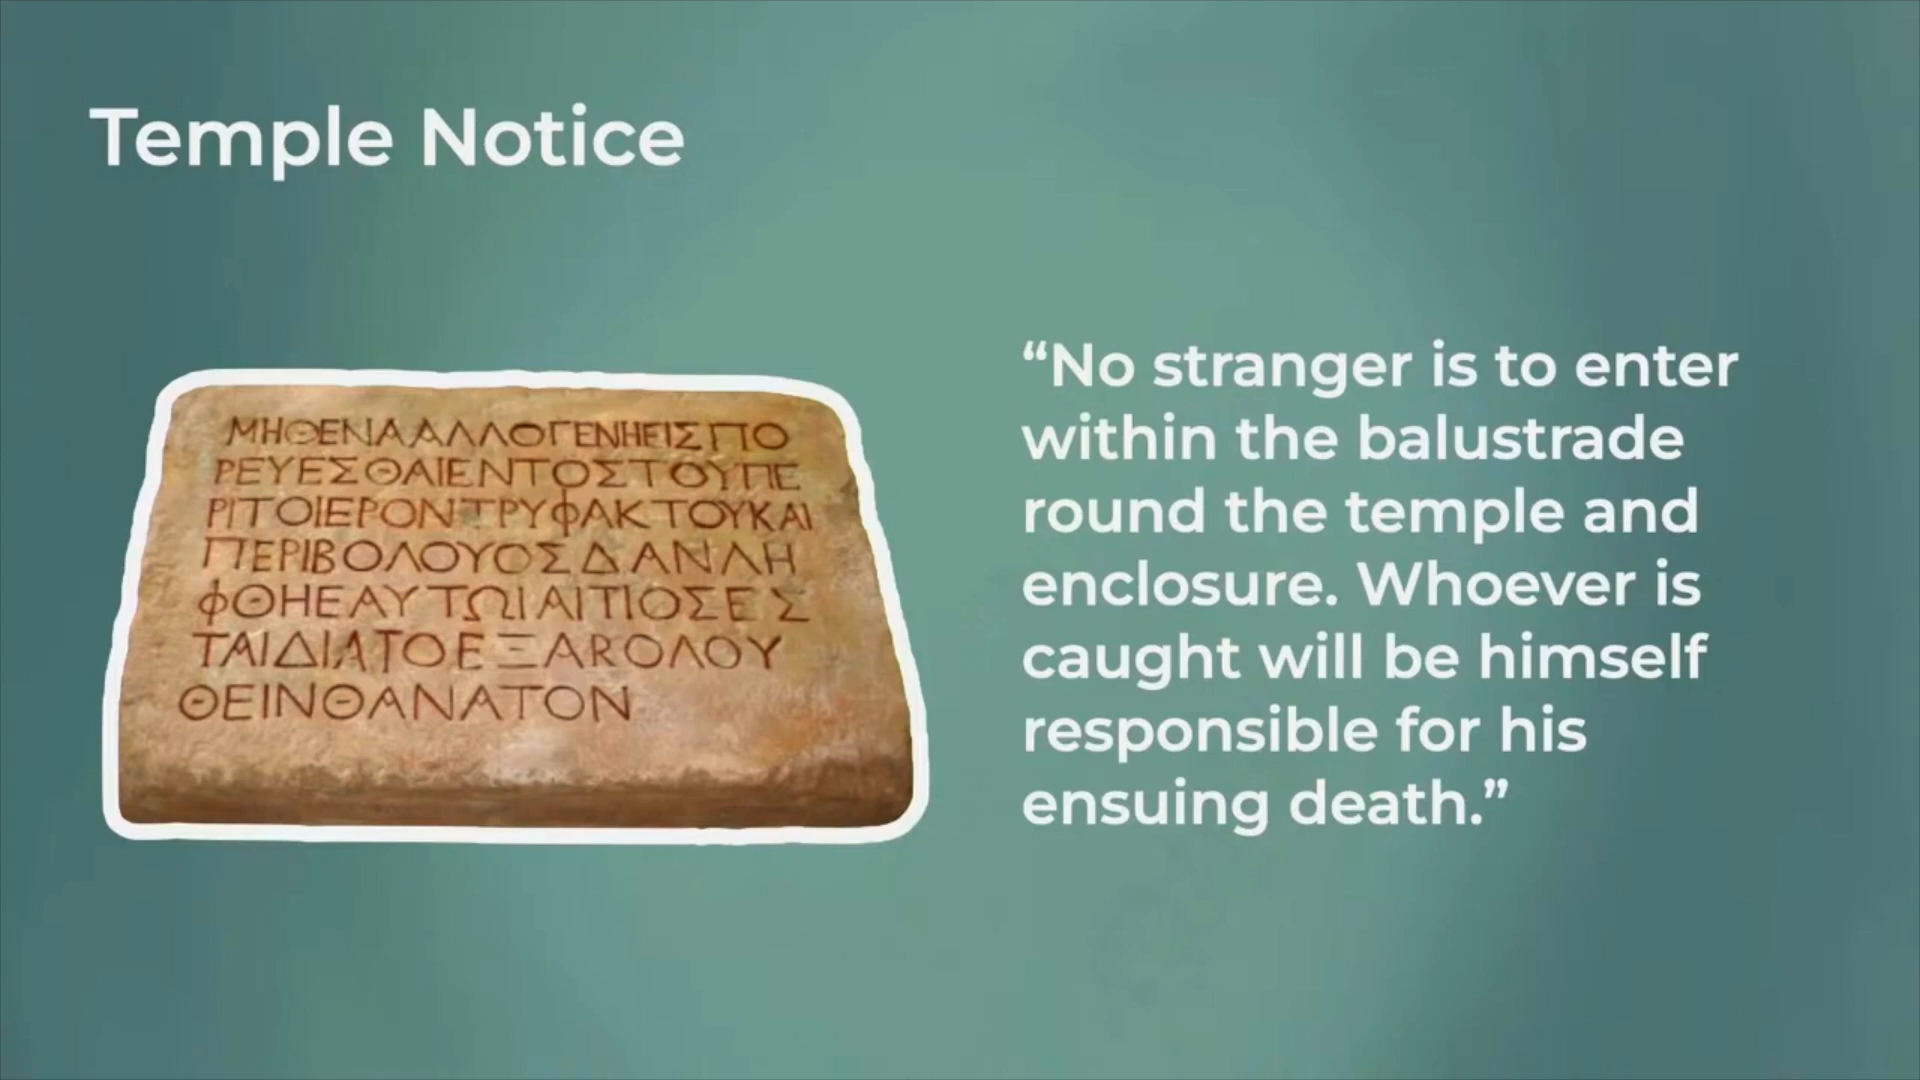 Temple Notice
ΜΗΘΕΝΑΑΛΛΟΓΕΝΗΕΙΣΠΟ
ΡΕΥΕΣΘΑΙΕΝΤΟΣΤΟΥΠΕ
ΡΙΤΟΙΕΡΟΝΤΡΥΦΑΚΤΟΥΚΑΙ
ΠΕΡΙΒΟΛΟΥΟΣΔΑΝΛΗ
ΦΘΗΕΑΥΤΩΙΑΙΤΙΟΣΕΣ
ΤΑΙΔΙΑΤΟΕΞΑRΟΛΟΥ
ΘΕΙΝΘΑΝΑΤΟΝ
“No stranger is to enter
within the balustrade
round the temple and
enclosure. Whoever is
caught will be himself
responsible for his
ensuing death.”